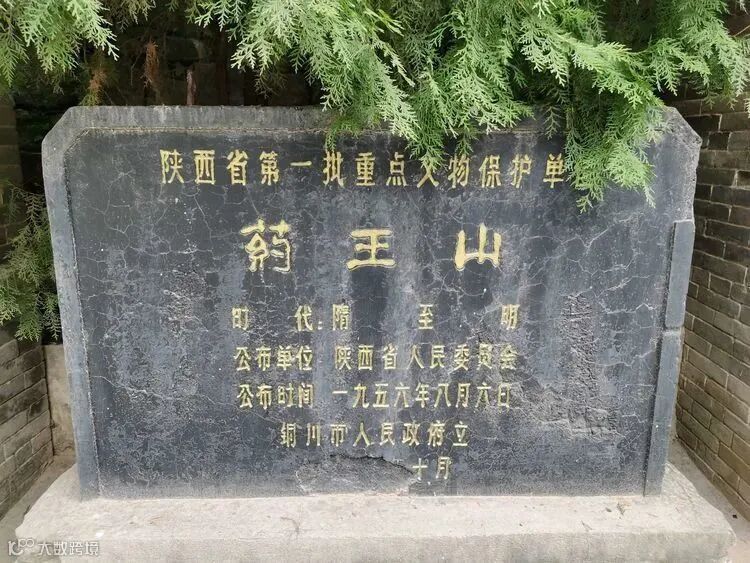 陕西省第一批重点文物保护单
药王山
时代:隋至明
公布单位 陕西省人民委员会
公布时间 一九五六年八月六日
铜川市人民政府立
十月
大数跨境